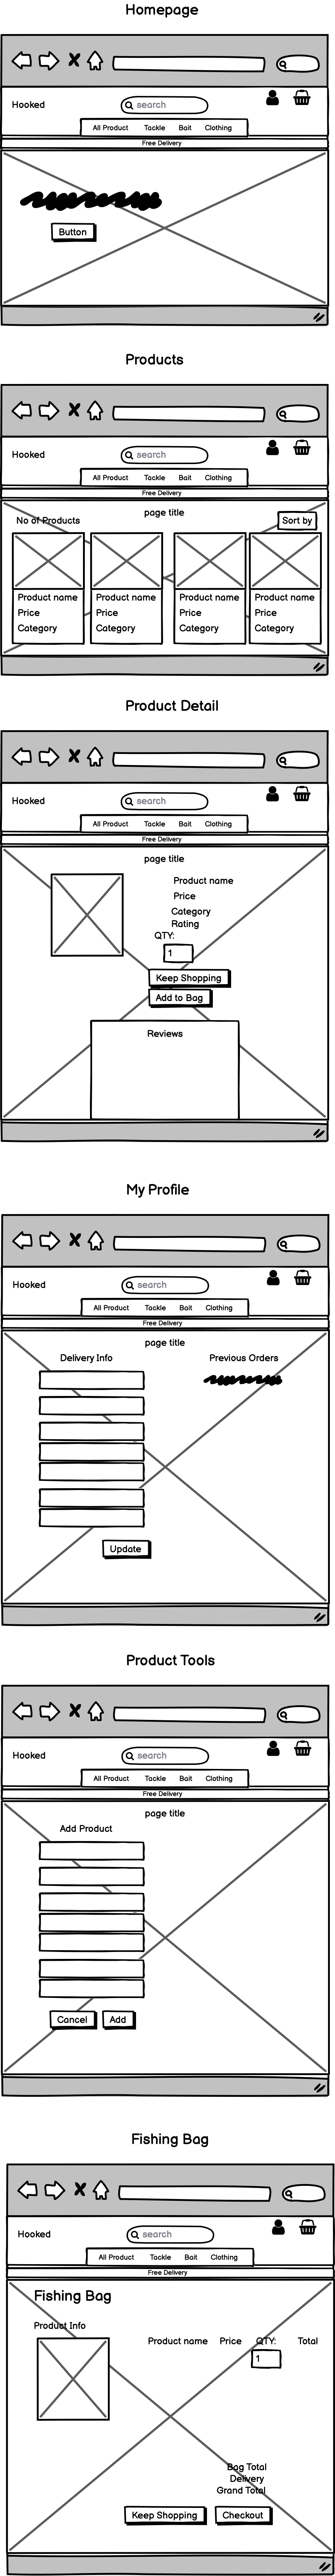 Homepage
Hooked
search
All Product Tackle Bait Clothing
Free Delivery
Button
Products
Hooked
search
All Product Tackle Bait Clothing
Free Delivery
page title
No of Products
Sort by
Product name Product name Product name Product name
Price Price Price Price
Category Category Category Category
Product Detail
Hooked
search
All Product Tackle Bait Clothing
Free Delivery
page title
Product name
Price
Category
Rating
QTY:
1
Keep Shopping
Add to Bag
Reviews
My Profile
Hooked
search
All Product Tackle Bait Clothing
Free Delivery
page title
Delivery Info Previous Orders
Update
Product Tools
Hooked
search
All Product Tackle Bait Clothing
Free Delivery
page title
Add Product
Cancel Add
Fishing Bag
Hooked
search
All Product Tackle Bait Clothing
Free Delivery
Fishing Bag
Product Info
Product name Price QTY: Total
1
Bag Total
Delivery
Grand Total
Keep Shopping Checkout